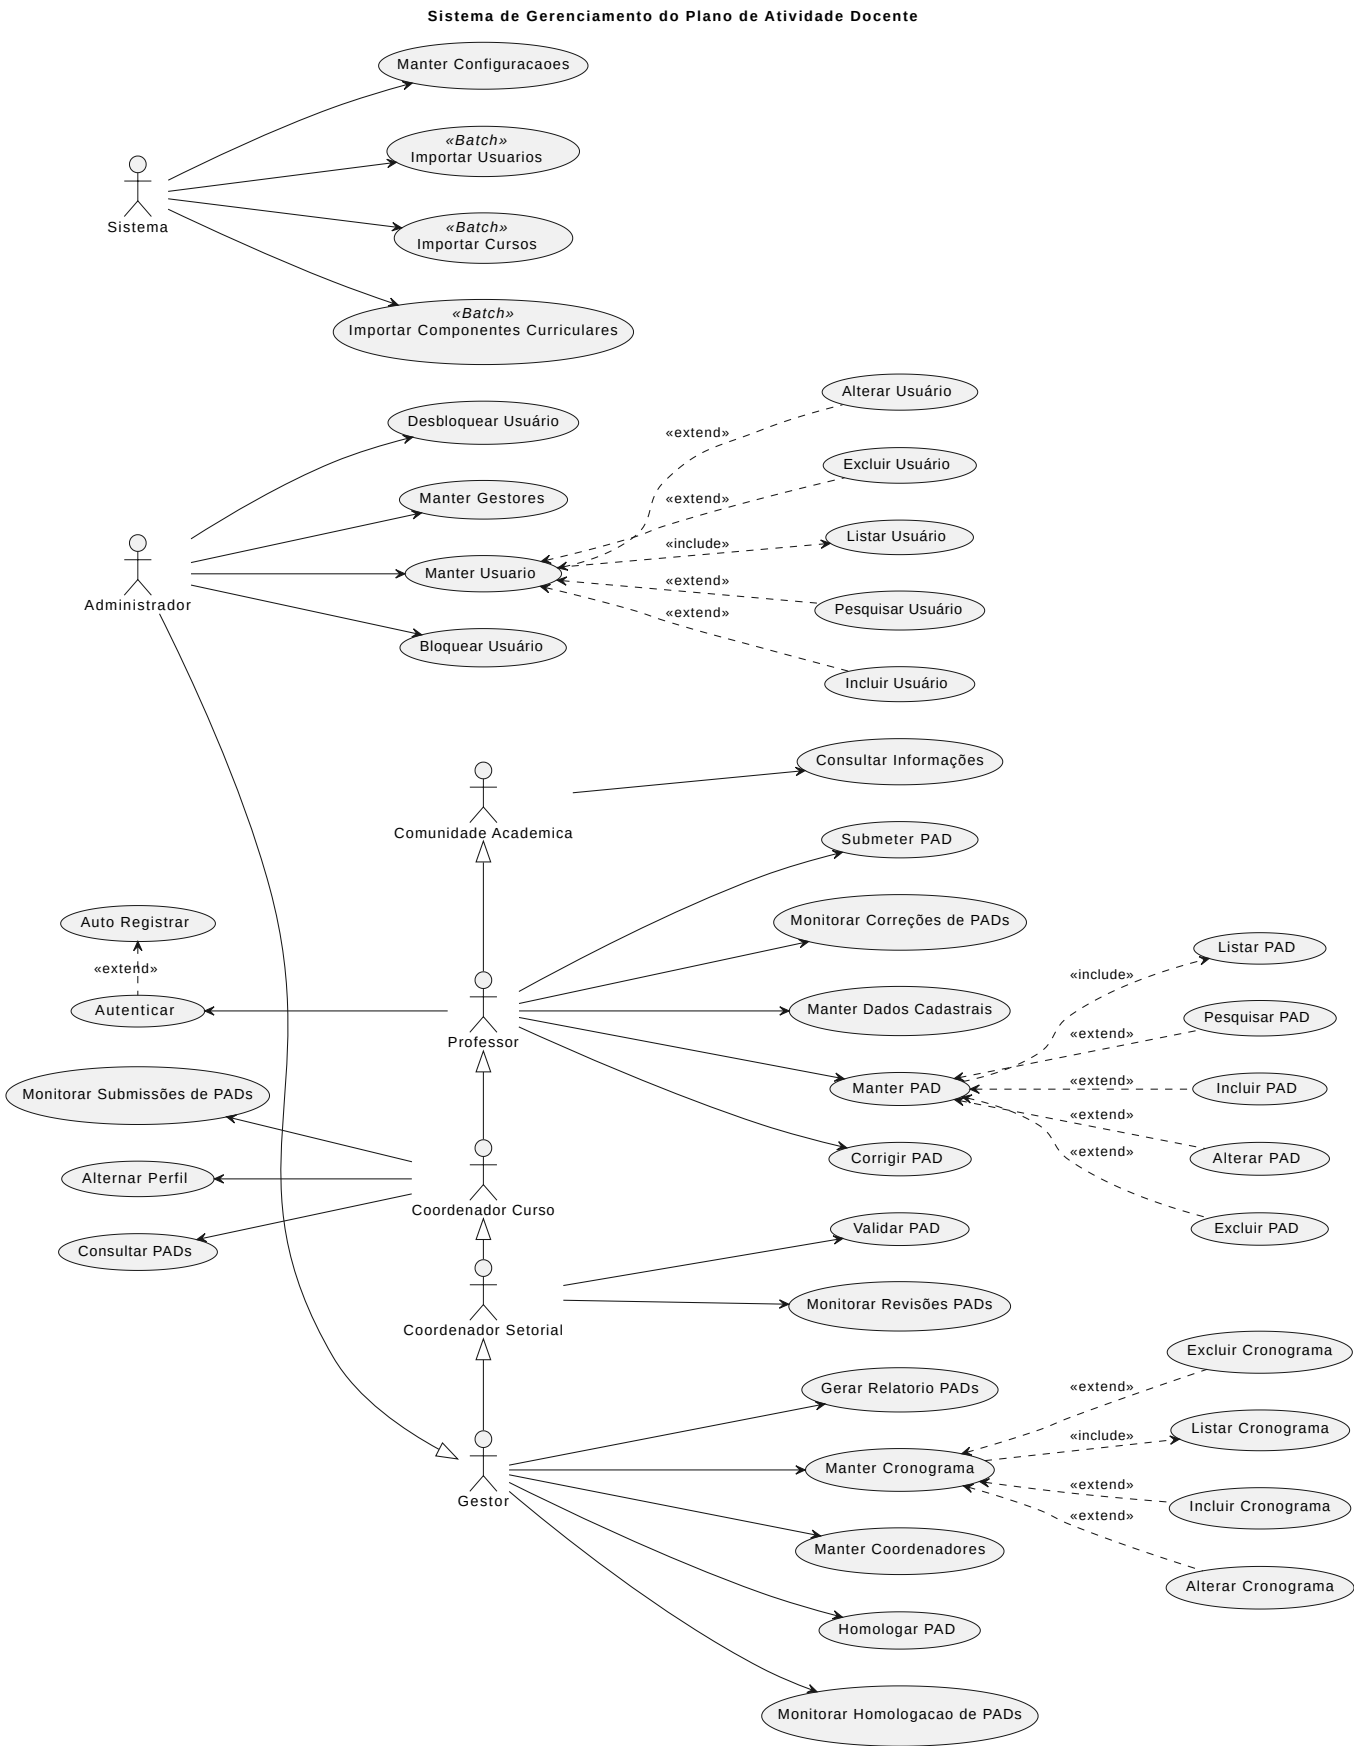 Sistema de Gerenciamento do Plano de Atividade Docente
Manter Configuracaoes
«Batch»
Importar Usuarios
Sistema
«Batch»
Importar Cursos
«Batch»
Importar Componentes Curriculares
Alterar Usuário
Desbloquear Usuário
«extend»
Excluir Usuário
Manter Gestores
«extend»
Listar Usuário
«include»
Manter Usuario
«extend»
Administrador
Pesquisar Usuário
«extend»
Bloquear Usuário
Incluir Usuário
Consultar Informações
Comunidade Academica
Submeter PAD
Auto Registrar
Monitorar Correções de PADs
Listar PAD
«extend»
«include»
Autenticar
Manter Dados Cadastrais
Pesquisar PAD
«extend»
Professor
«extend»
Manter PAD
Incluir PAD
Monitorar Submissões de PADs
«extend»
«extend»
Corrigir PAD
Alterar PAD
Alternar Perfil
Coordenador Curso
Validar PAD
Excluir PAD
Consultar PADs
Monitorar Revisões PADs
Coordenador Setorial
Excluir Cronograma
Gerar Relatorio PADs
«extend»
Listar Cronograma
«include»
Manter Cronograma
«extend»
Gestor
Incluir Cronograma
«extend»
Manter Coordenadores
Alterar Cronograma
Homologar PAD
Monitorar Homologacao de PADs